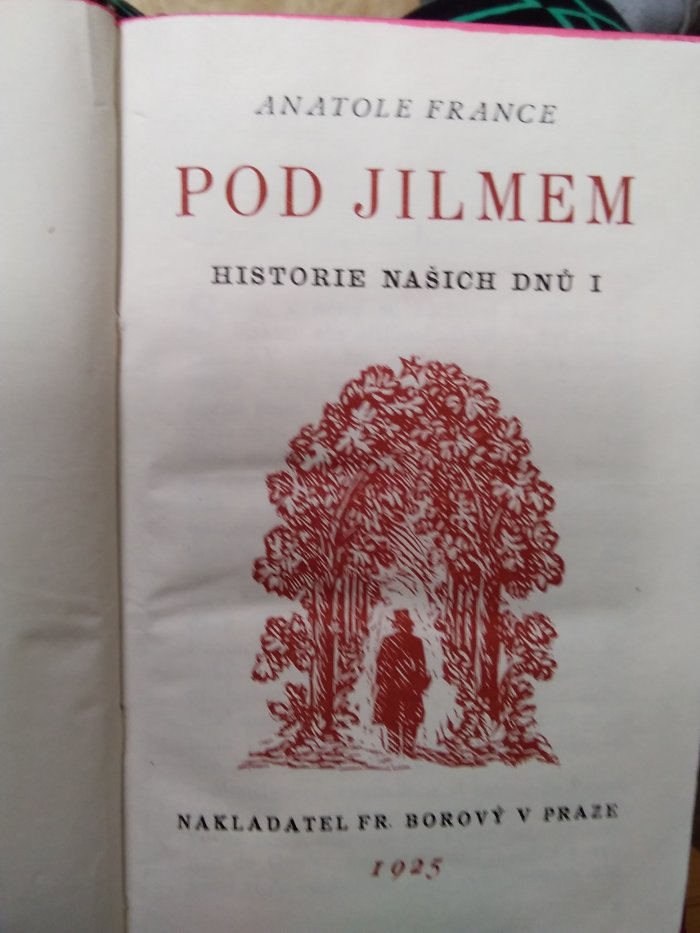 ANATOLE FRANCE
POD JILMEM
HISTORIE NAŠICH DNŮ I
NAKLADATEL FR. BOROVÝ V PRAZE
1925